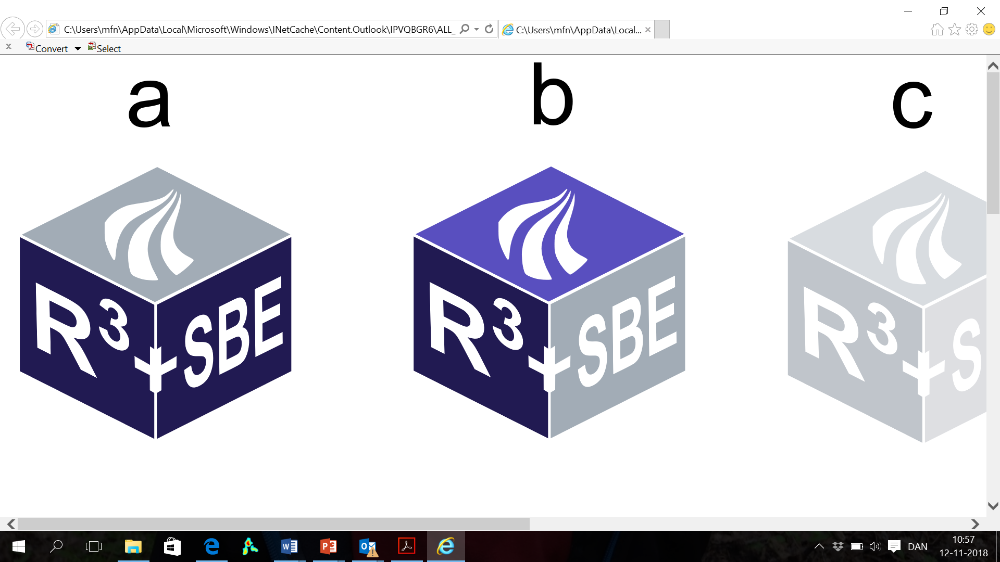 C:\Users\mfn\AppData\Local\Microsoft\Windows\INetCache\Content.Outlook\IPVQBGR6\ALL_
C:\Users\mfn\AppData\Local...
x Convert Select
a b c
R3+SBE
R3+SBE
R3+S
DAN
10:57
12-11-2018